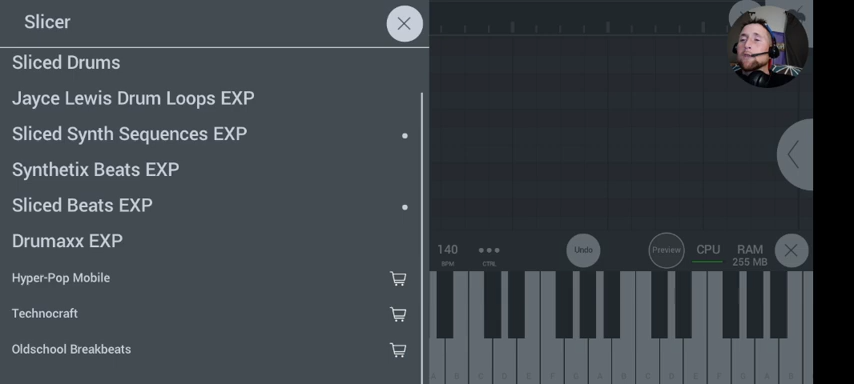 Slicer
Sliced Drums
Jayce Lewis Drum Loops EXP
Sliced Synth Sequences EXP
Synthetix Beats EXP
Sliced Beats EXP
Drumaxx EXP
Hyper-Pop Mobile
Technocraft
Oldschool Breakbeats
140
BPM
CTRL
Undo
Preview
CPU
RAM
255 MB